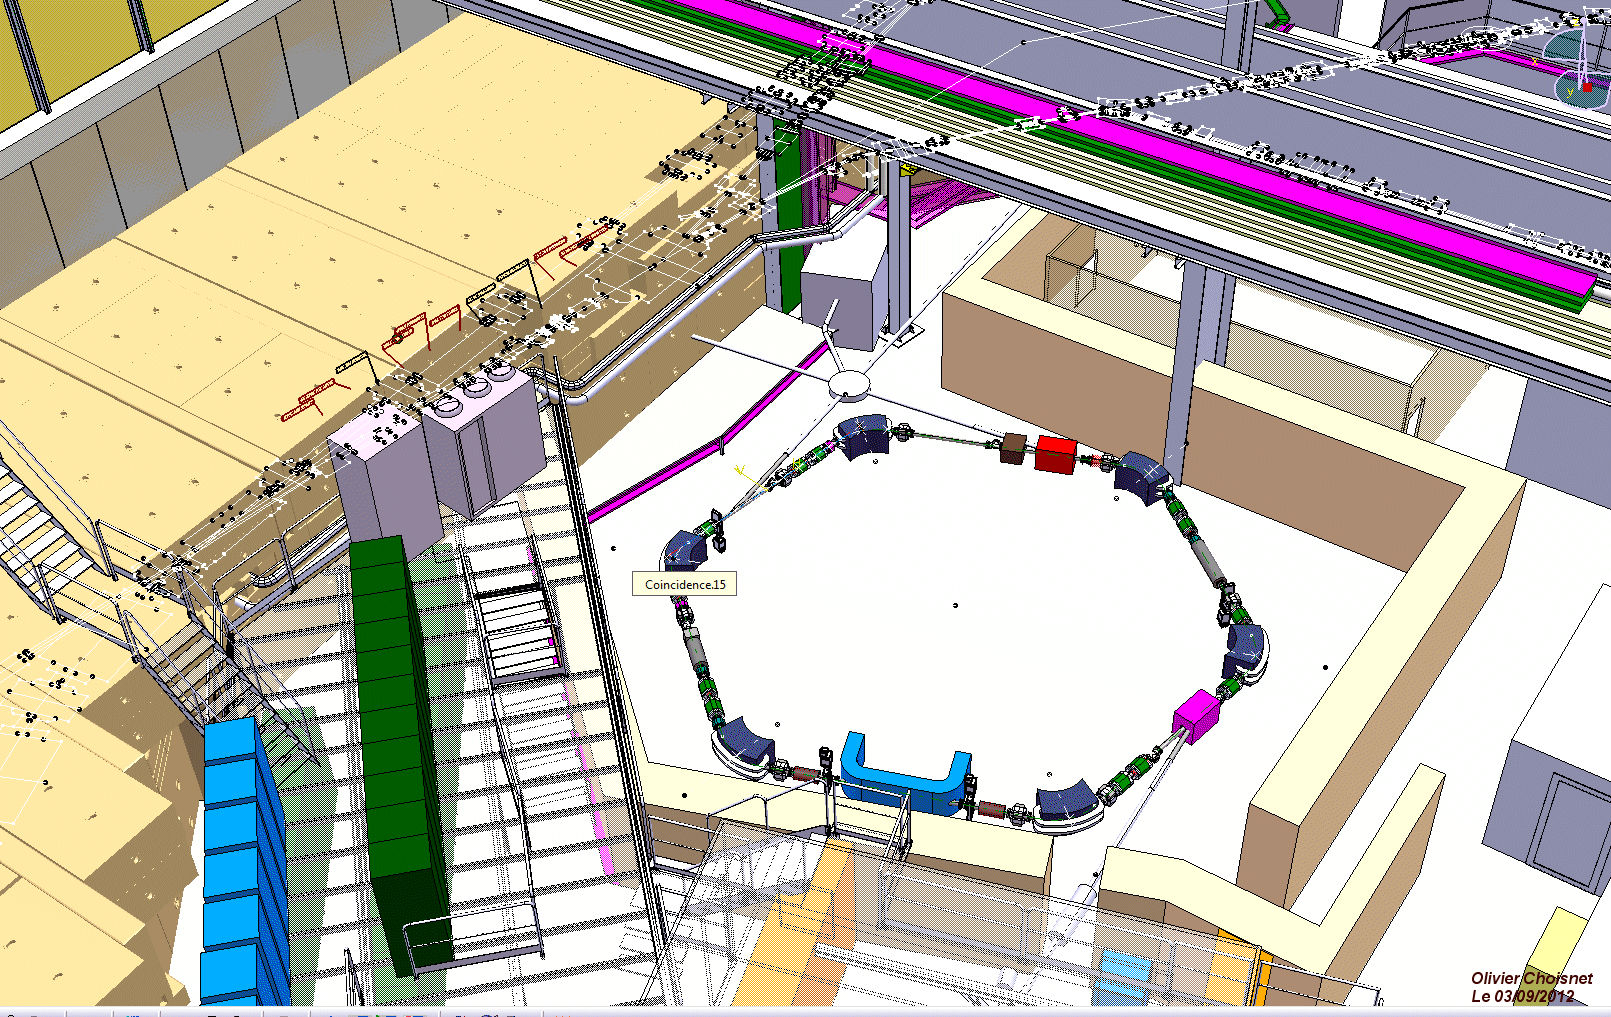 Coincidence.15
Olivier Choisnet
Le 03/09/2012